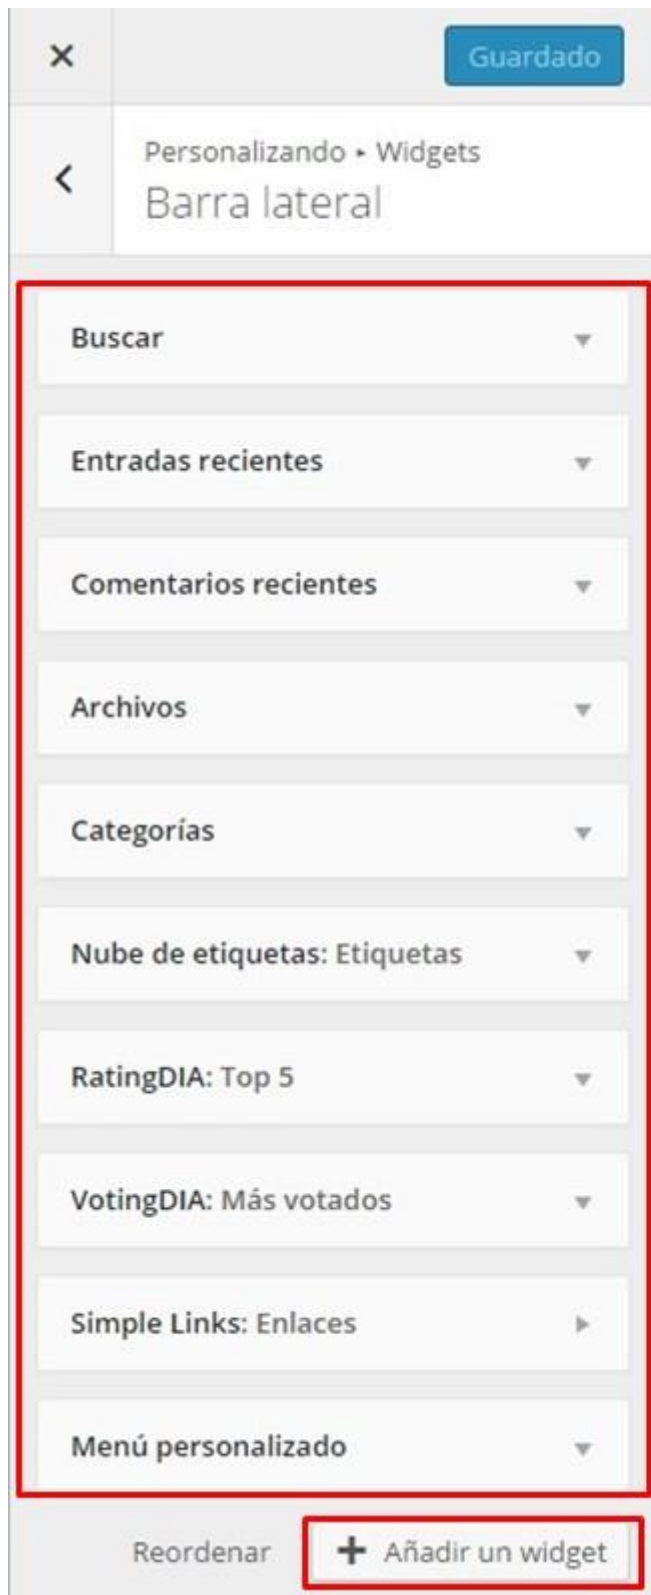 Guardado
Personalizando ▸ Widgets
Barra lateral
Buscar
Entradas recientes
Comentarios recientes
Archivos
Categorías
Nube de etiquetas: Etiquetas
RatingDIA: Top 5
VotingDIA: Más votados
Simple Links: Enlaces
Menú personalizado
Reordenar
Añadir un widget